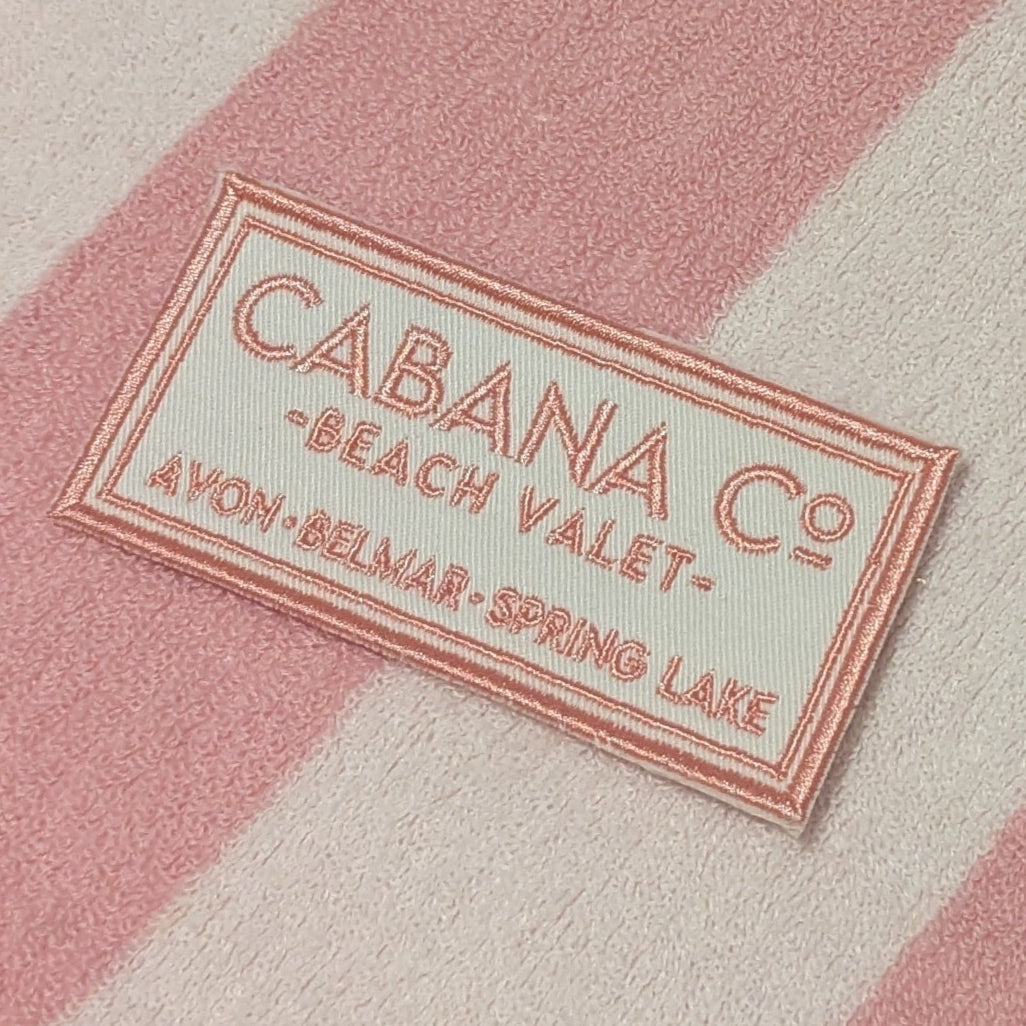 CABANA Cº
-BEACH VALET-
AVON·BELMAR·SPRING LAKE